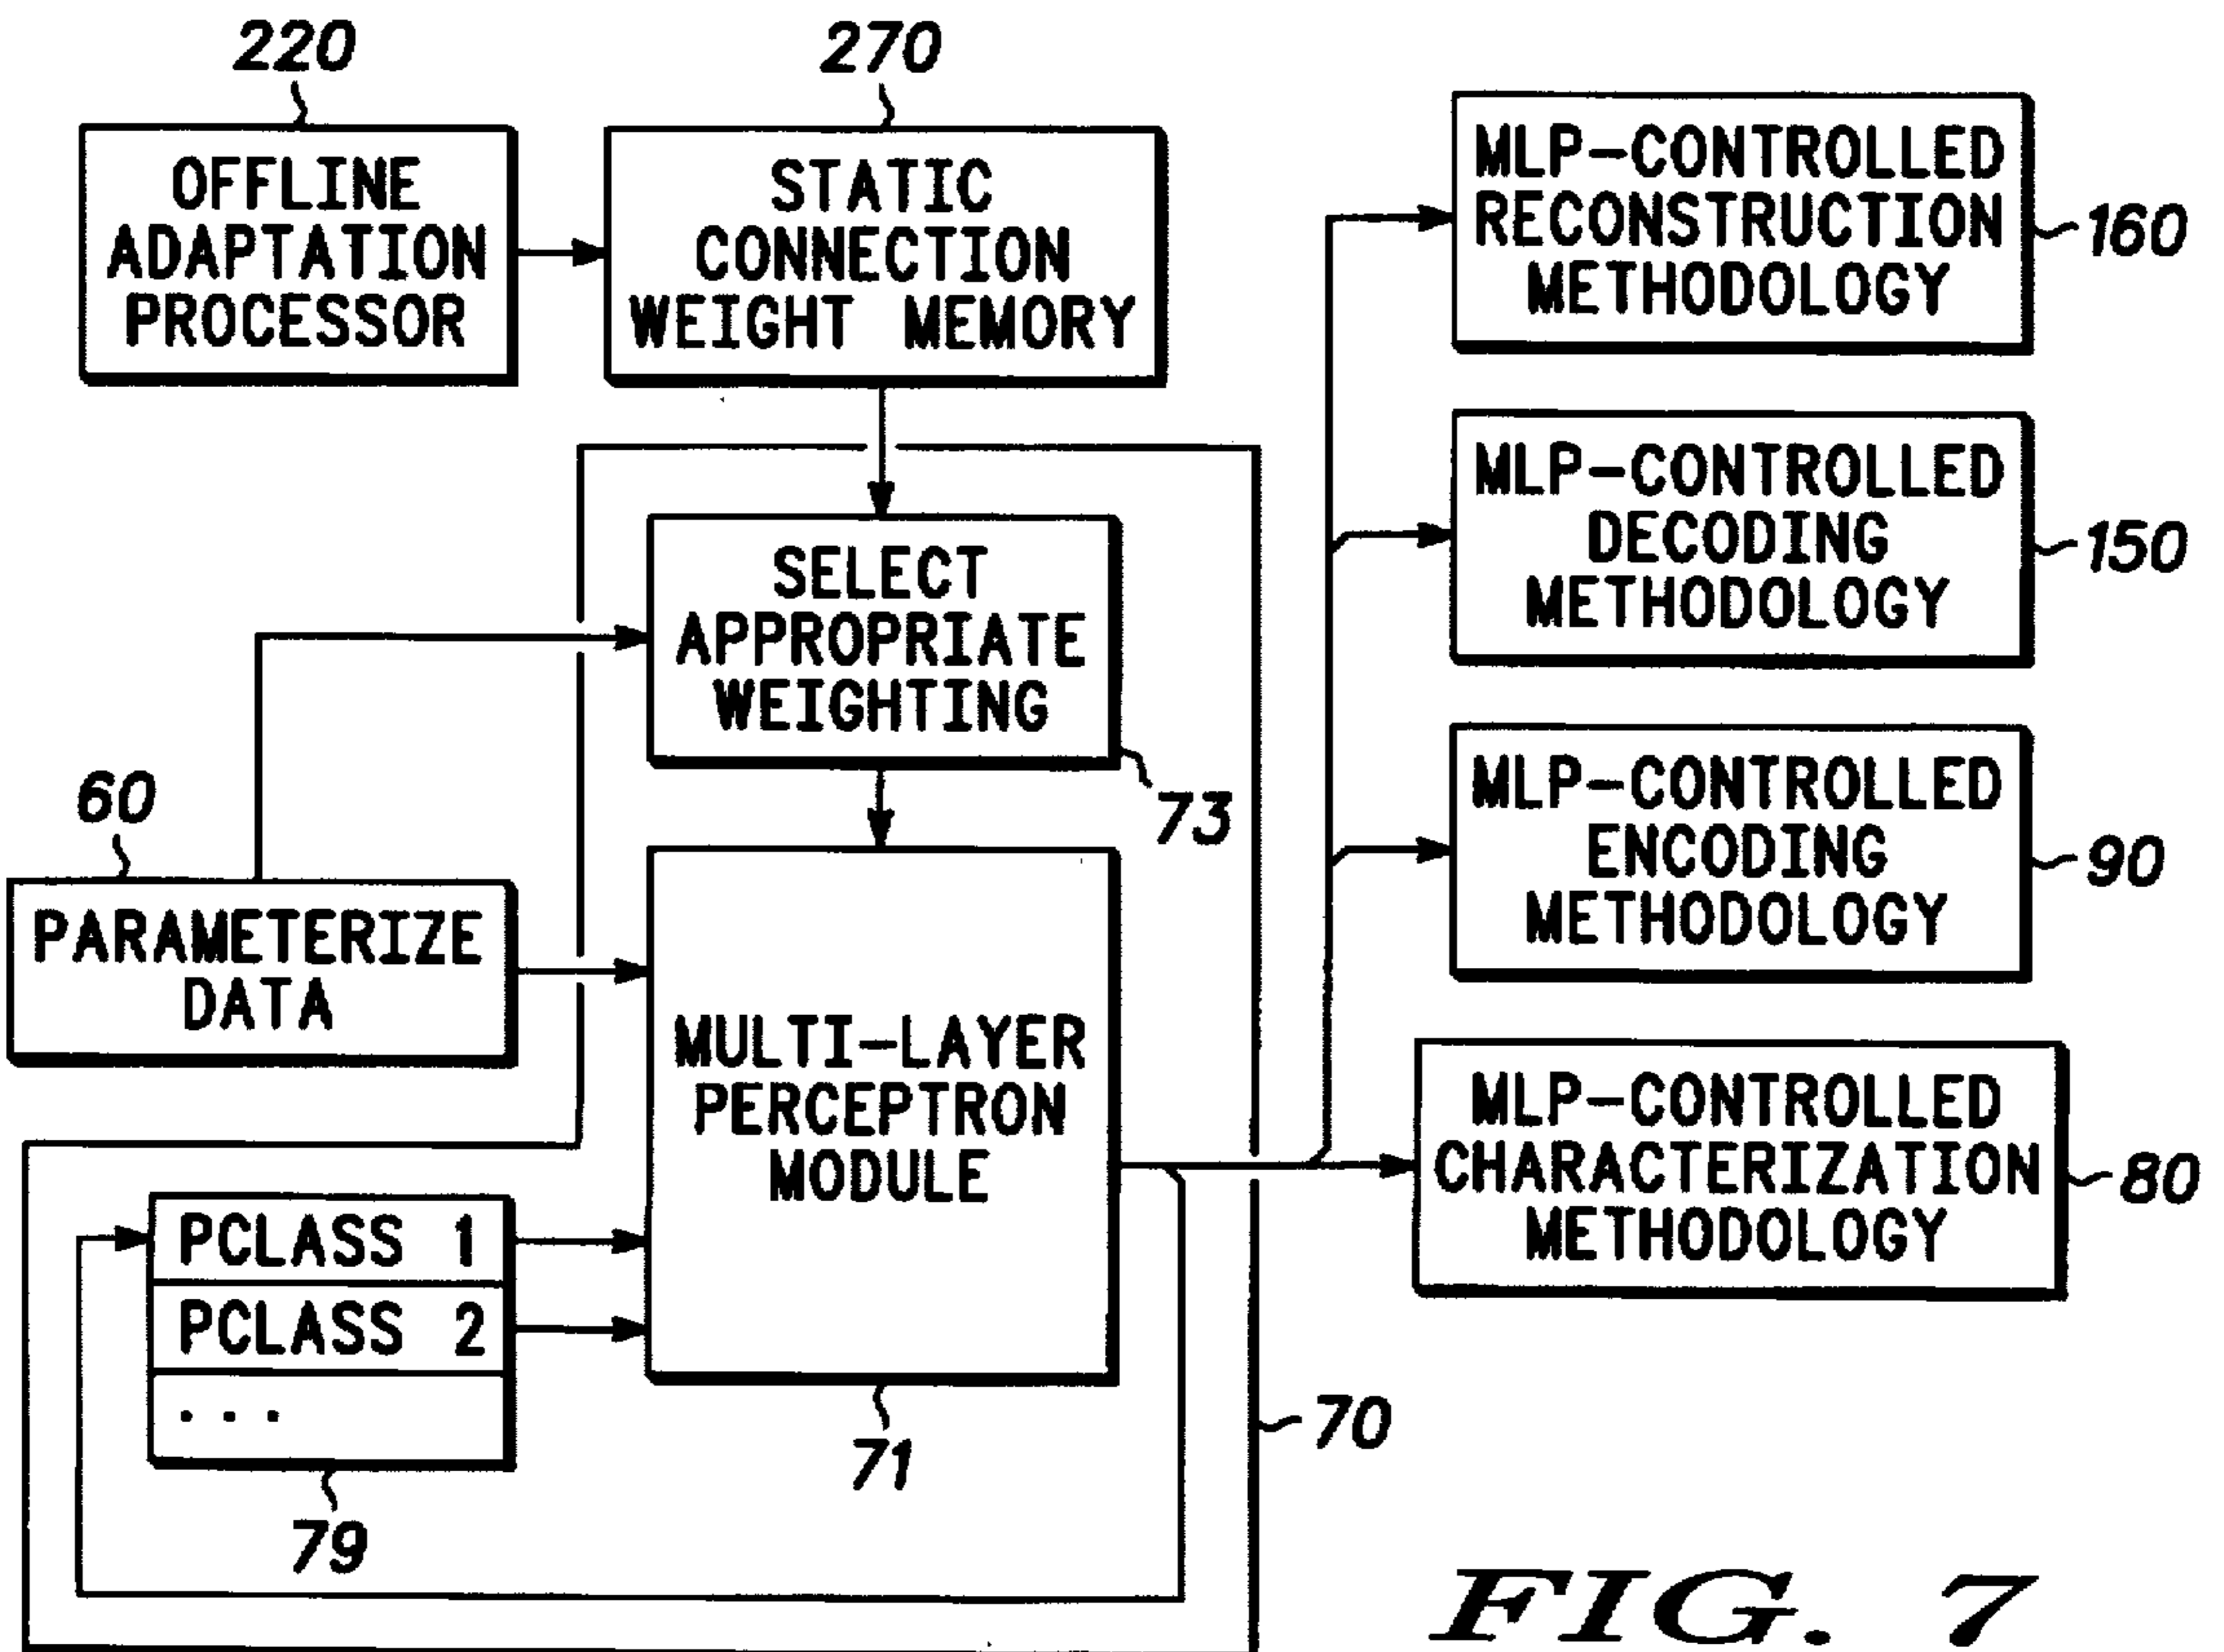 220
OFFLINE
ADAPTATION
PROCESSOR
270
STATIC
CONNECTION
WEIGHT MEMORY
MLP-CONTROLLED
RECONSTRUCTION
METHODOLOGY
160
MLP-CONTROLLED
DECODING
METHODOLOGY
150
SELECT
APPROPRIATE
WEIGHTING
73
MLP-CONTROLLED
ENCODING
METHODOLOGY
90
60
PARAMETERIZE
DATA
MULTI-LAYER
PERCEPTRON
MODULE
71
MLP-CONTROLLED
CHARACTERIZATION
METHODOLOGY
80
PCLASS 1
PCLASS 2
...
79
70
FIG. 7